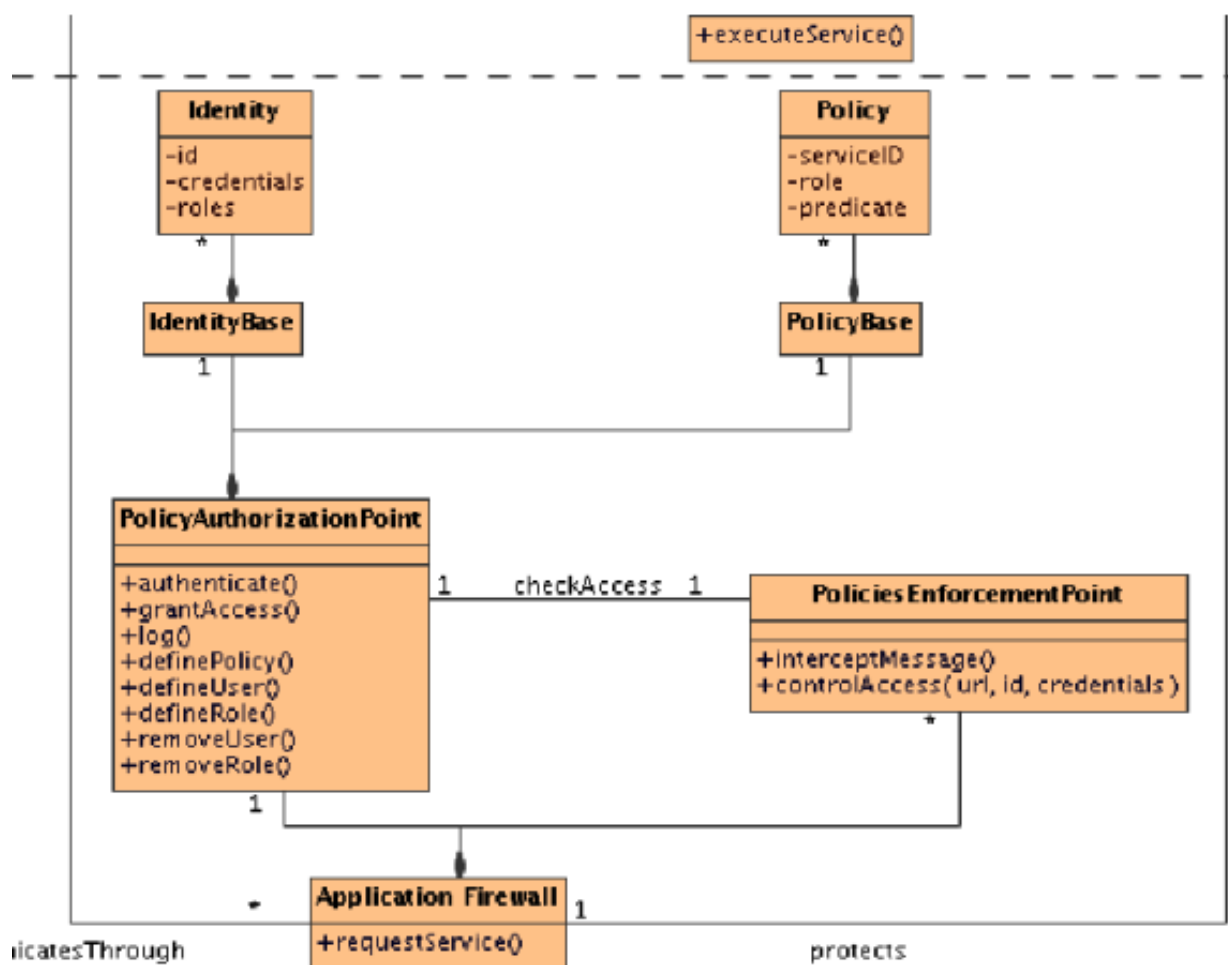 +executeService()
Identity
-id
-credentials
-roles
*
Policy
-serviceID
-role
-predicate
*
IdentityBase
1
PolicyBase
1
PolicyAuthorizationPoint
+authenticate()
+grantAccess()
+log()
+definePolicy()
+defineUser()
+defineRole()
+removeUser()
+removeRole()
1
1 checkAccess 1
PoliciesEnforcementPoint
+interceptMessage()
+controlAccess( url, id, credentials )
*
Application Firewall
+requestService()
*
1
icatesThrough
protects